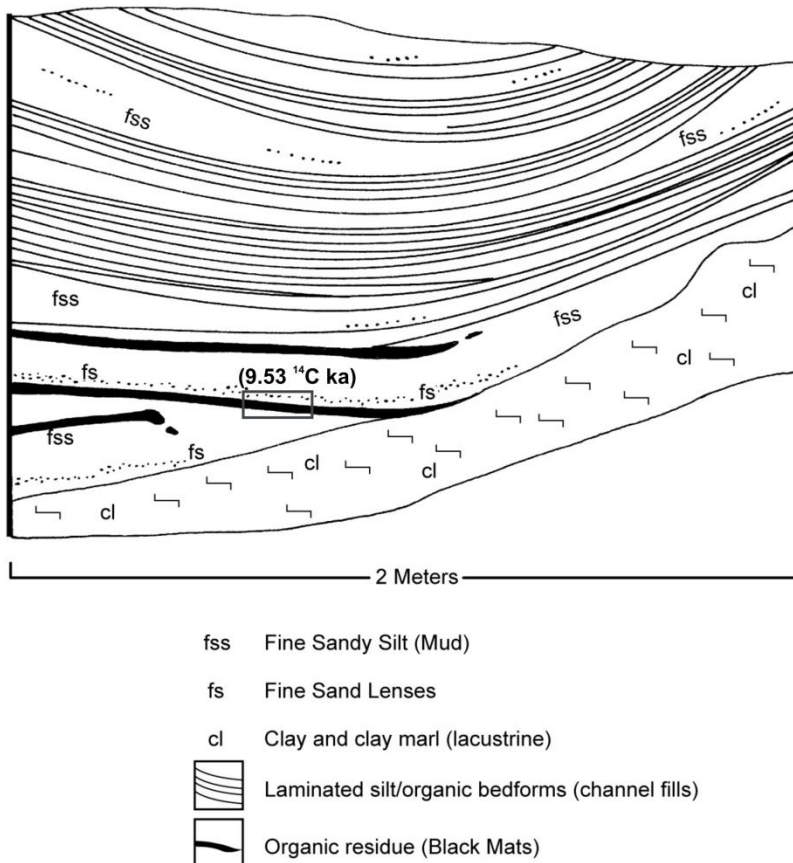 fss
fss
fss
fss
fs
(9.53 ¹⁴C ka)
fs
fss
fs
cl
cl
cl
cl
cl
2 Meters
fss Fine Sandy Silt (Mud)
fs Fine Sand Lenses
cl Clay and clay marl (lacustrine)
Laminated silt/organic bedforms (channel fills)
Organic residue (Black Mats)